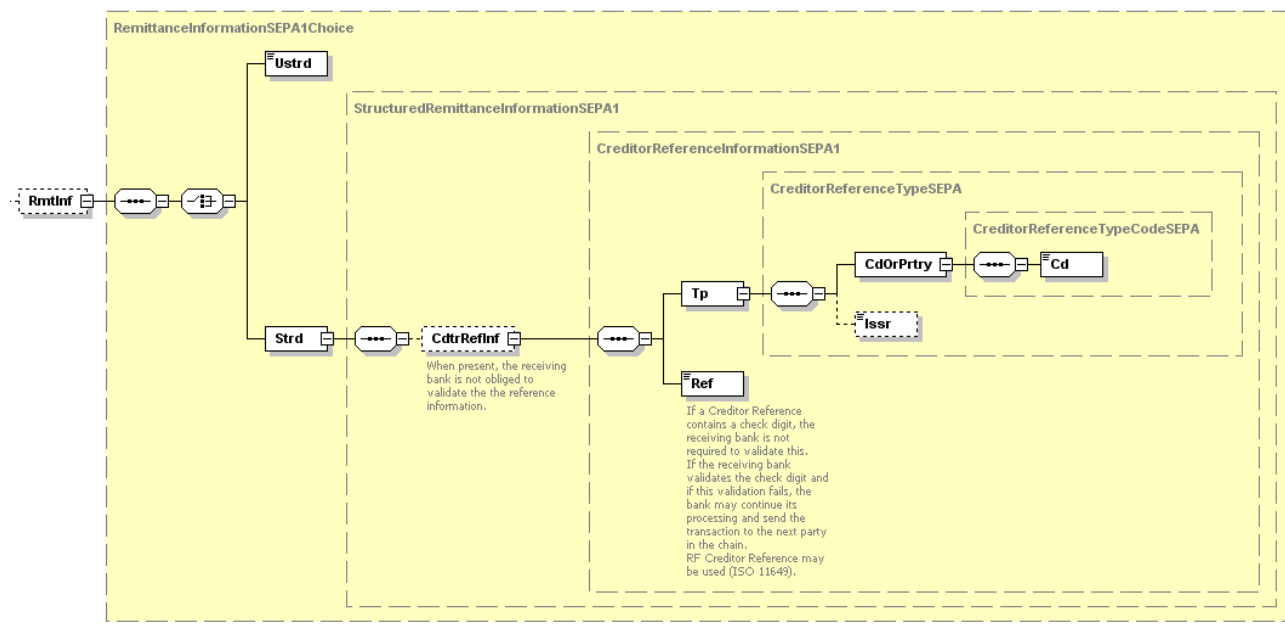 RemittanceInformationSEPA1Choice
Ustrd
StructuredRemittanceInformationSEPA1
CreditorReferenceInformationSEPA1
CreditorReferenceTypeSEPA
RmtInf
CreditorReferenceTypeCodeSEPA
CdOrPrtry
Cd
Tp
Issr
Strd
CdtrRefInf
When present, the receiving
bank is not obliged to
validate the the reference
information.
Ref
If a Creditor Reference
contains a check digit, the
receiving bank is not
required to validate this.
If the receiving bank
validates the check digit and
if this validation fails, the
bank may continue its
processing and send the
transaction to the next party
in the chain.
RF Creditor Reference may
be used (ISO 11649).